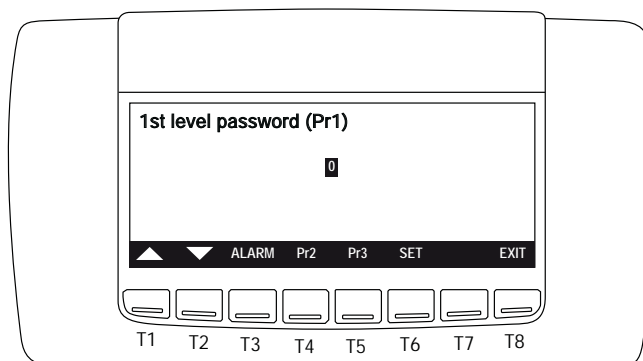 1st level password (Pr1)
0
ALARM Pr2 Pr3 SET EXIT
T1 T2 T3 T4 T5 T6 T7 T8